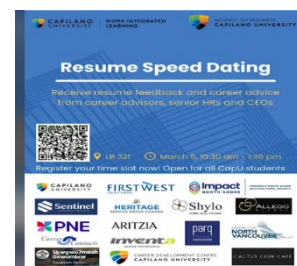 CAPILANO UNIVERSITY
WORK INTEGRATED LEARNING
SCHOOL OF BUSINESS
CAPILANO UNIVERSITY
Resume Speed Dating
Receive resume feedback and career advice
from career advisors, senior HRs and CEOs
LB 321
March 5, 10:30 am - 1:30 pm
Register your time slot now! Open for all CapU students
CAPILANO UNIVERSITY
FIRSTWEST
Impact
NORTH SHORE
Sentinel
HERITAGE
Shylo
ALLEGO
PNE
ARITZIA
parq
NORTH VANCOUVER
inventa
CAREER DEVELOPMENT CENTRE
CAPILANO UNIVERSITY
CACTUS CLUB CAFE